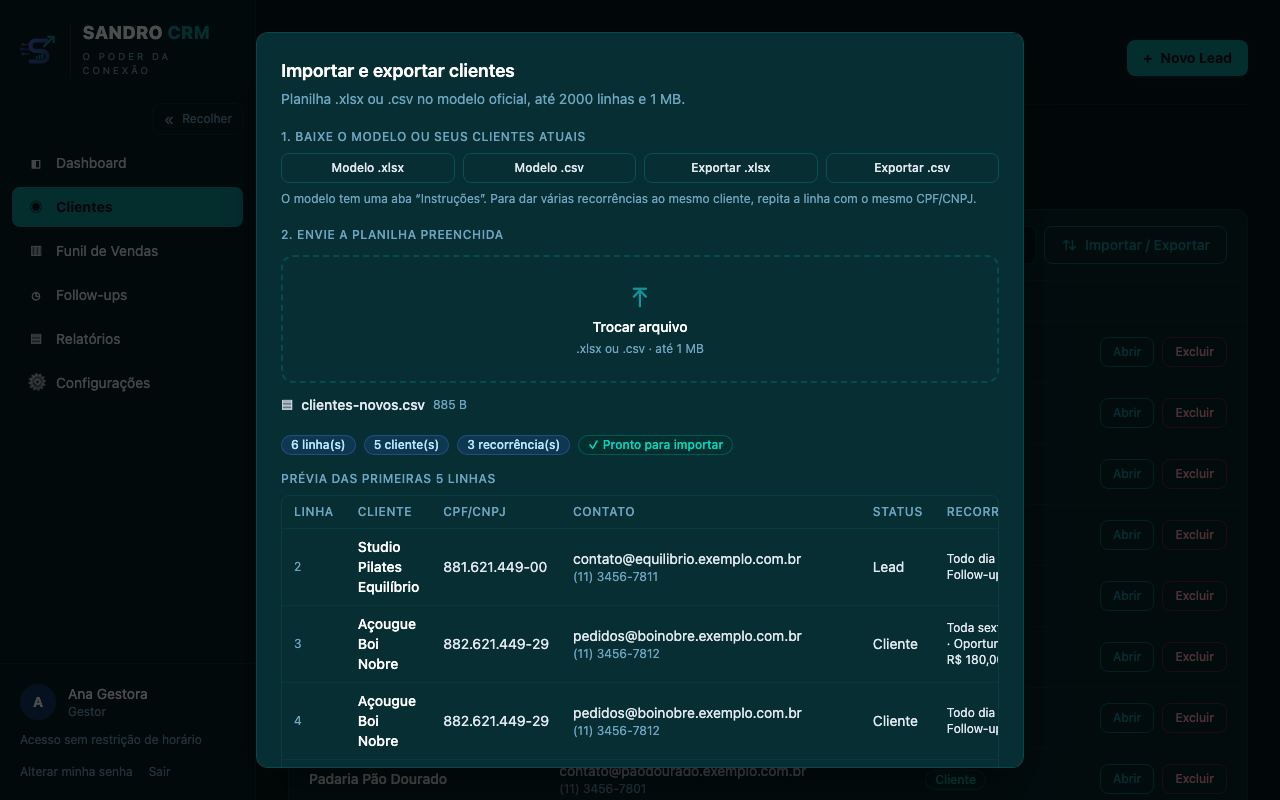 SANDRO CRM
O PODER DA
CONEXÃO
« Recolher
Dashboard
Clientes
Funil de Vendas
Follow-ups
Relatórios
Configurações
A
Ana Gestora
Gestor
Acesso sem restrição de horário
Alterar minha senha Sair
+ Novo Lead
Importar / Exportar
Importar e exportar clientes
Planilha .xlsx ou .csv no modelo oficial, até 2000 linhas e 1 MB.
1. BAIXE O MODELO OU SEUS CLIENTES ATUAIS
Modelo .xlsx Modelo .csv Exportar .xlsx Exportar .csv
O modelo tem uma aba “Instruções”. Para dar várias recorrências ao mesmo cliente, repita a linha com o mesmo CPF/CNPJ.
2. ENVIE A PLANILHA PREENCHIDA
Trocar arquivo
.xlsx ou .csv · até 1 MB
clientes-novos.csv 885 B
6 linha(s) 5 cliente(s) 3 recorrência(s) ✓ Pronto para importar
PRÉVIA DAS PRIMEIRAS 5 LINHAS
LINHA CLIENTE CPF/CNPJ CONTATO STATUS RECORR
2 Studio Pilates Equilíbrio 881.621.449-00 contato@equilibrio.exemplo.com.br Lead Todo dia
(11) 3456-7811 Follow-up
3 Açougue Boi Nobre 882.621.449-29 pedidos@boinobre.exemplo.com.br Cliente Toda sex
(11) 3456-7812 · Oportun
R$ 180,0
4 Açougue Boi Nobre 882.621.449-29 pedidos@boinobre.exemplo.com.br Cliente Todo dia
(11) 3456-7812 Follow-up
Abrir Excluir
Abrir Excluir
Abrir Excluir
Abrir Excluir
Abrir Excluir
Abrir Excluir
Abrir Excluir
Padaria Pão Dourado contato@paodourado.exemplo.com.br Cliente Abrir Excluir
(11) 3456-7801